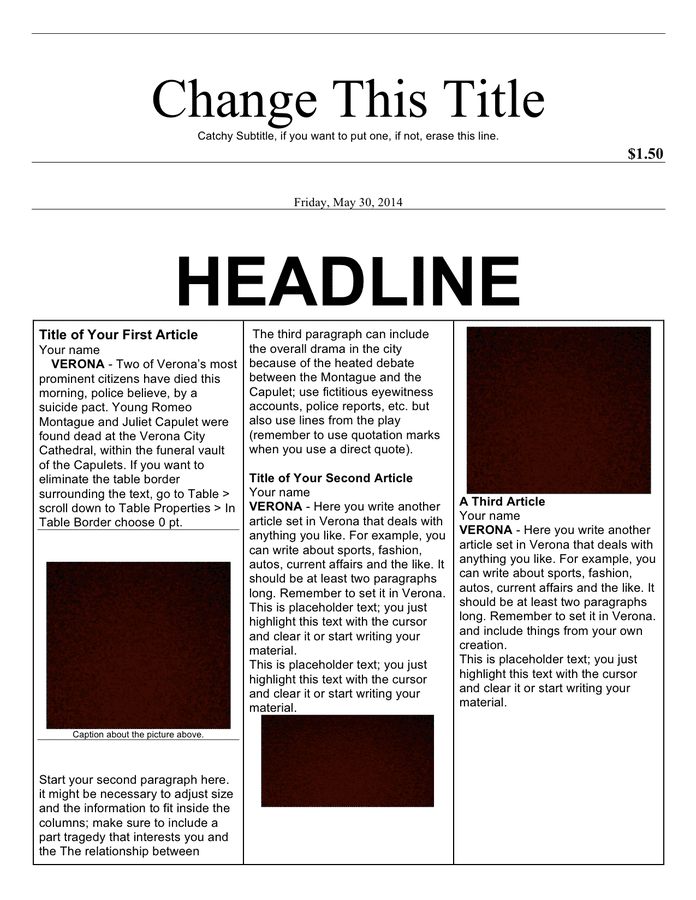 Change This Title
Catchy Subtitle, if you want to put one, if not, erase this line.
$1.50
Friday, May 30, 2014
HEADLINE
Title of Your First Article
Your name
VERONA - Two of Verona's most
prominent citizens have died this
morning, police believe, by a
suicide pact. Young Romeo
Montague and Juliet Capulet were
found dead at the Verona City
Cathedral, within the funeral vault
of the Capulets. If you want to
eliminate the table border
surrounding the text, go to Table >
scroll down to Table Properties > In
Table Border choose 0 pt.
Caption about the picture above.
Start your second paragraph here.
it might be necessary to adjust size
and the information to fit inside the
columns; make sure to include a
part tragedy that interests you and
the The relationship between
The third paragraph can include
the overall drama in the city
because of the heated debate
between the Montague and the
Capulet; use fictitious eyewitness
accounts, police reports, etc. but
also use lines from the play
(remember to use quotation marks
when you use a direct quote).
Title of Your Second Article
Your name
VERONA - Here you write another
article set in Verona that deals with
anything you like. For example, you
can write about sports, fashion,
autos, current affairs and the like. It
should be at least two paragraphs
long. Remember to set it in Verona.
This is placeholder text; you just
highlight this text with the cursor
and clear it or start writing your
material.
This is placeholder text; you just
highlight this text with the cursor
and clear it or start writing your
material.
A Third Article
Your name
VERONA - Here you write another
article set in Verona that deals with
anything you like. For example, you
can write about sports, fashion,
autos, current affairs and the like. It
should be at least two paragraphs
long. Remember to set it in Verona.
and include things from your own
creation.
This is placeholder text; you just
highlight this text with the cursor
and clear it or start writing your
material.